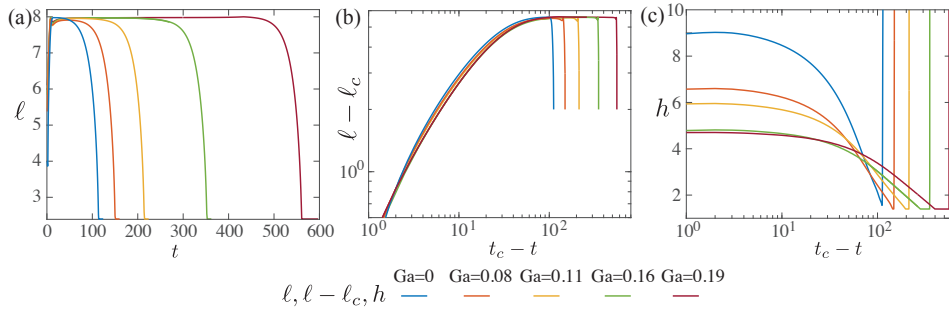 (a)
8
7
6
ℓ
5
4
3
0 100 200 300 400 500 600
t
(b)
ℓ − ℓ_c
10^0
10^0 10^1 10^2
t_c − t
(c)
10
8
h
6
4
2
10^0 10^1 10^2
t_c − t
Ga=0 Ga=0.08 Ga=0.11 Ga=0.16 Ga=0.19
ℓ, ℓ − ℓ_c, h